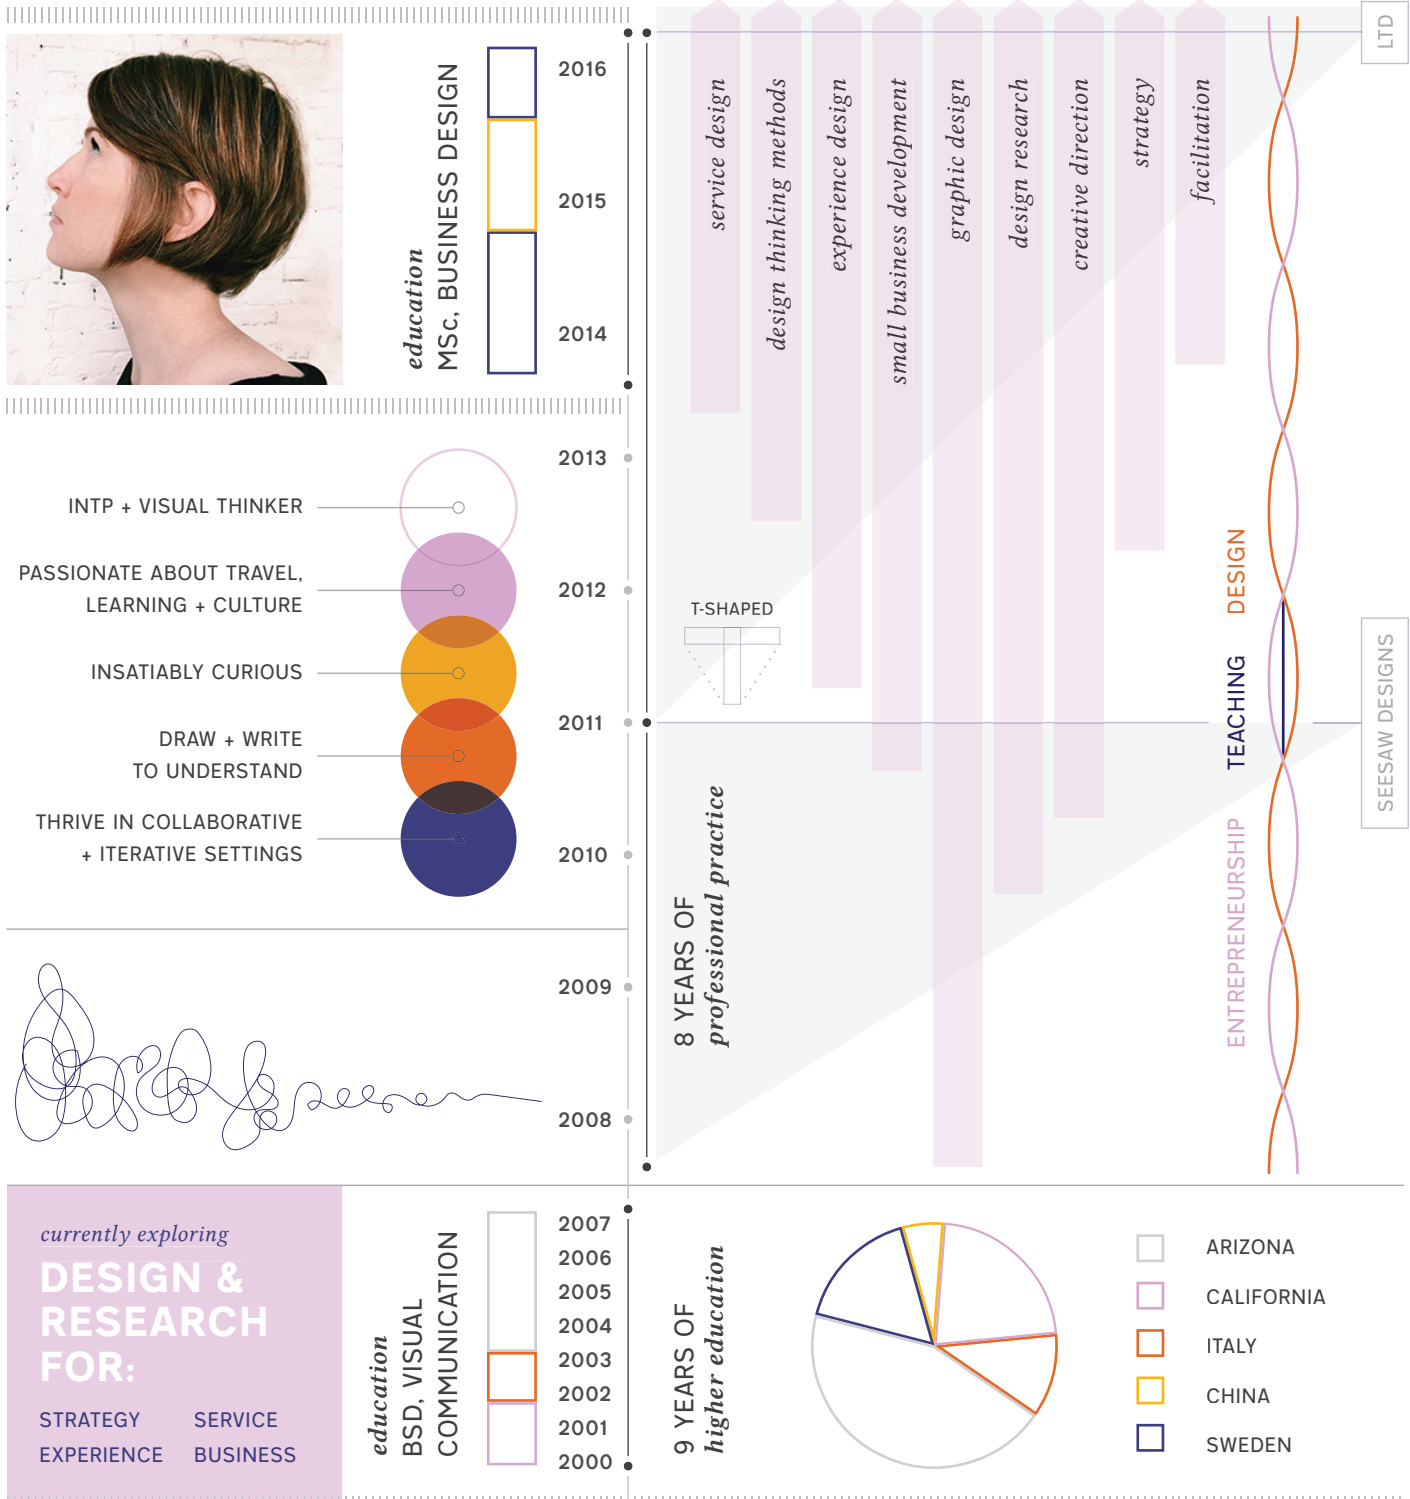 education
MSc, BUSINESS DESIGN
2016
2015
2014
2013
2012
2011
2010
2009
2008
INTP + VISUAL THINKER
PASSIONATE ABOUT TRAVEL,
LEARNING + CULTURE
INSATIABLY CURIOUS
DRAW + WRITE
TO UNDERSTAND
THRIVE IN COLLABORATIVE
+ ITERATIVE SETTINGS
service design
design thinking methods
experience design
small business development
graphic design
design research
creative direction
strategy
facilitation
LTD
T-SHAPED
DESIGN
TEACHING
ENTREPRENEURSHIP
SEESAW DESIGNS
8 YEARS OF
professional practice
currently exploring
DESIGN &
RESEARCH
FOR:
STRATEGY
SERVICE
EXPERIENCE
BUSINESS
education
BSD, VISUAL
COMMUNICATION
2007
2006
2005
2004
2003
2002
2001
2000
9 YEARS OF
higher education
ARIZONA
CALIFORNIA
ITALY
CHINA
SWEDEN